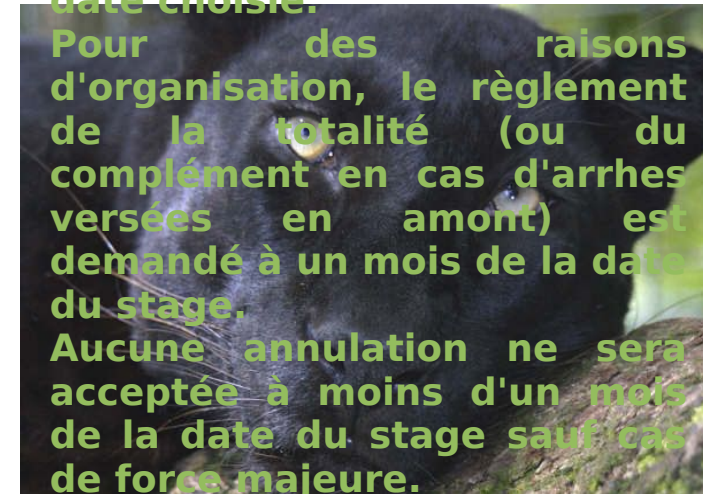 date choisie.
Pour des raisons
d'organisation, le règlement
de la totalité (ou du
complément en cas d'arrhes
versées en amont) est
demandé à un mois de la date
du stage.
Aucune annulation ne sera
acceptée à moins d'un mois
de la date du stage sauf cas
de force majeure.